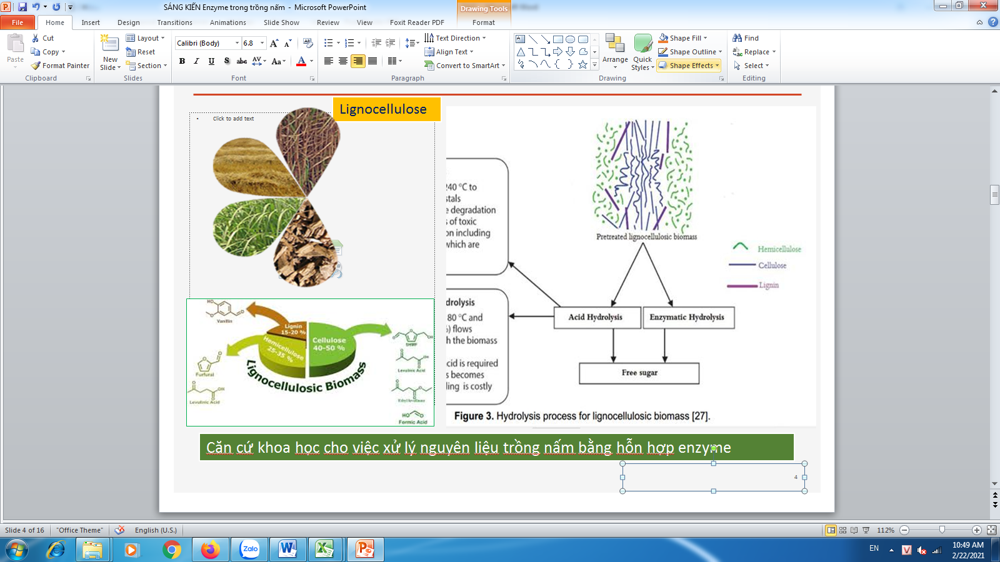 SÁNG KIẾN Enzyme trong trồng nấm - Microsoft PowerPoint
Drawing Tools
File
Home
Insert
Design
Transitions
Animations
Slide Show
Review
View
Foxit Reader PDF
Format
Paste
Cut
Copy
Format Painter
Clipboard
New Slide
Layout
Reset
Section
Slides
Calibri (Body)
6.8
B I U S abc AV Aa A
Font
Text Direction
Align Text
Convert to SmartArt
Paragraph
Arrange
Quick Styles
Shape Fill
Shape Outline
Shape Effects
Drawing
Find
Replace
Select
Editing
Lignocellulose
• Click to add text
240 °C to
stals
e degradation
s of toxic
on including
which are
drolysis
80 °C and
%) flows
h the biomass
cid is required
s becomes
ling is costly
Pretreated lignocellulosic biomass
Hemicellulose
Cellulose
Lignin
Acid Hydrolysis
Enzymatic Hydrolysis
Free sugar
Figure 3. Hydrolysis process for lignocellulosic biomass [27].
HO
O
Vanillin
Lignin
15-20 %
Cellulose
40-50 %
Hemicellulose
25-35 %
Lignocellulosic Biomass
Furfural
OH
Levulinic Acid
5HMF
Levulinic Acid
HO
Formic Acid
Căn cứ khoa học cho việc xử lý nguyên liệu trồng nấm bằng hỗn hợp enzyme
4
Slide 4 of 16
"Office Theme"
English (U.S.)
112%
Zalo
EN
10:49 AM
2/22/2021